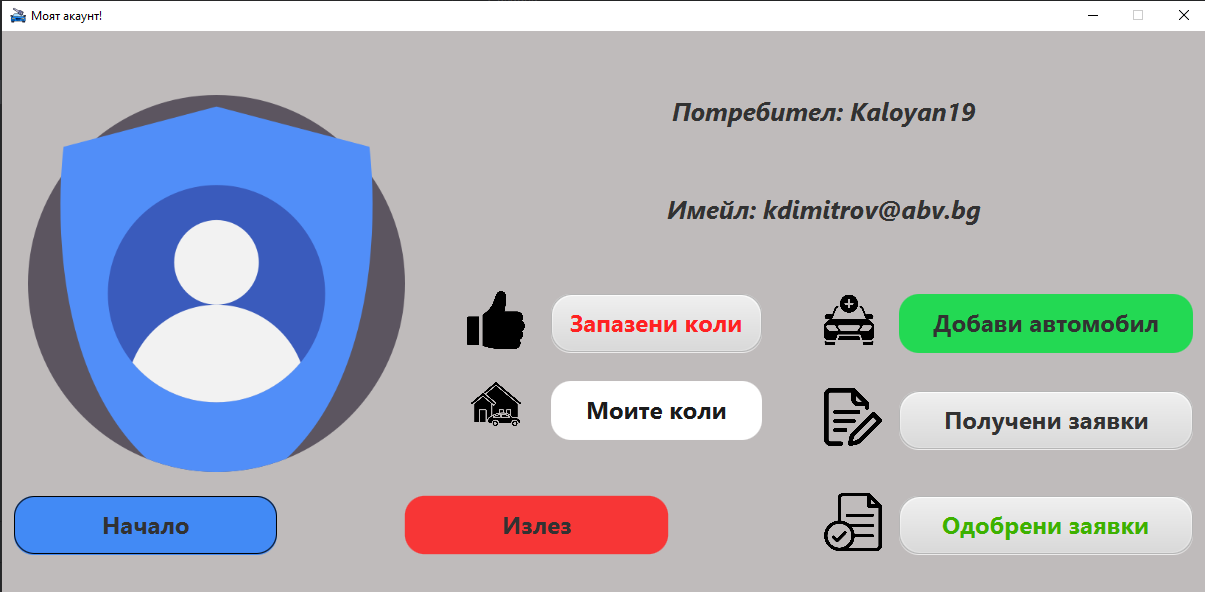 Моят акаунт!
Потребител: Kaloyan19
Имейл: kdimitrov@abv.bg
Запазени коли
Добави автомобил
Моите коли
Получени заявки
Начало
Излез
Одобрени заявки